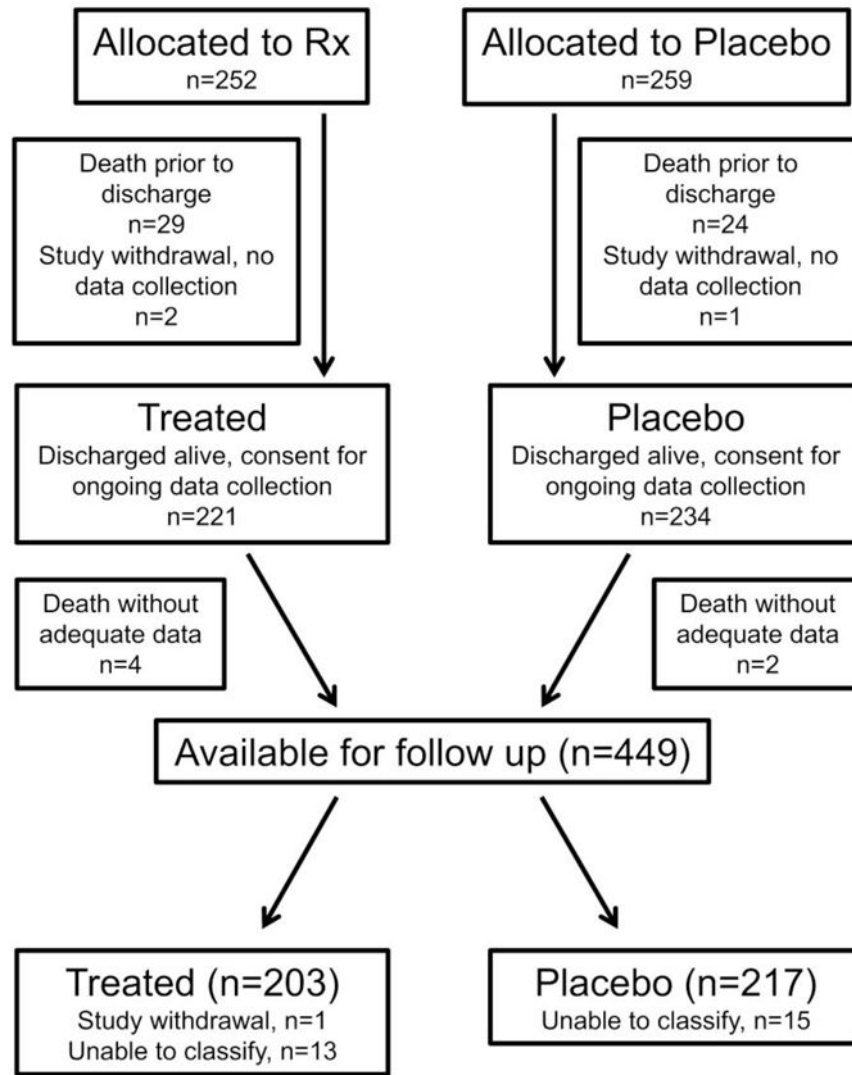 Allocated to Rx
n=252
Allocated to Placebo
n=259
Death prior to
discharge
n=29
Study withdrawal, no
data collection
n=2
Death prior to
discharge
n=24
Study withdrawal, no
data collection
n=1
Treated
Discharged alive, consent for
ongoing data collection
n=221
Placebo
Discharged alive, consent for
ongoing data collection
n=234
Death without
adequate data
n=4
Death without
adequate data
n=2
Available for follow up (n=449)
Treated (n=203)
Study withdrawal, n=1
Unable to classify, n=13
Placebo (n=217)
Unable to classify, n=15